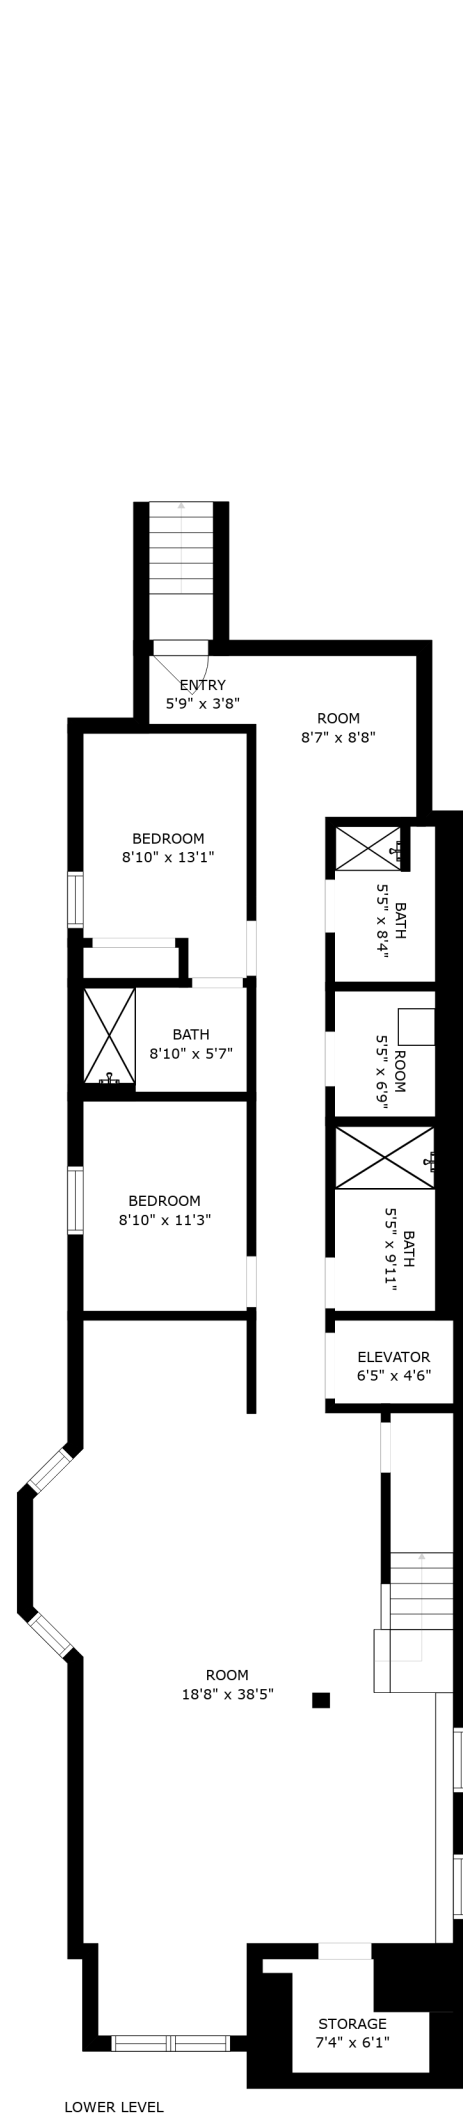 ENTRY
5'9" x 3'8"
ROOM
8'7" x 8'8"
BEDROOM
8'10" x 13'1"
BATH
5'5" x 8'4"
BATH
8'10" x 5'7"
ROOM
5'5" x 6'9"
BEDROOM
8'10" x 11'3"
BATH
5'5" x 9'11"
ELEVATOR
6'5" x 4'6"
ROOM
18'8" x 38'5"
STORAGE
7'4" x 6'1"
LOWER LEVEL